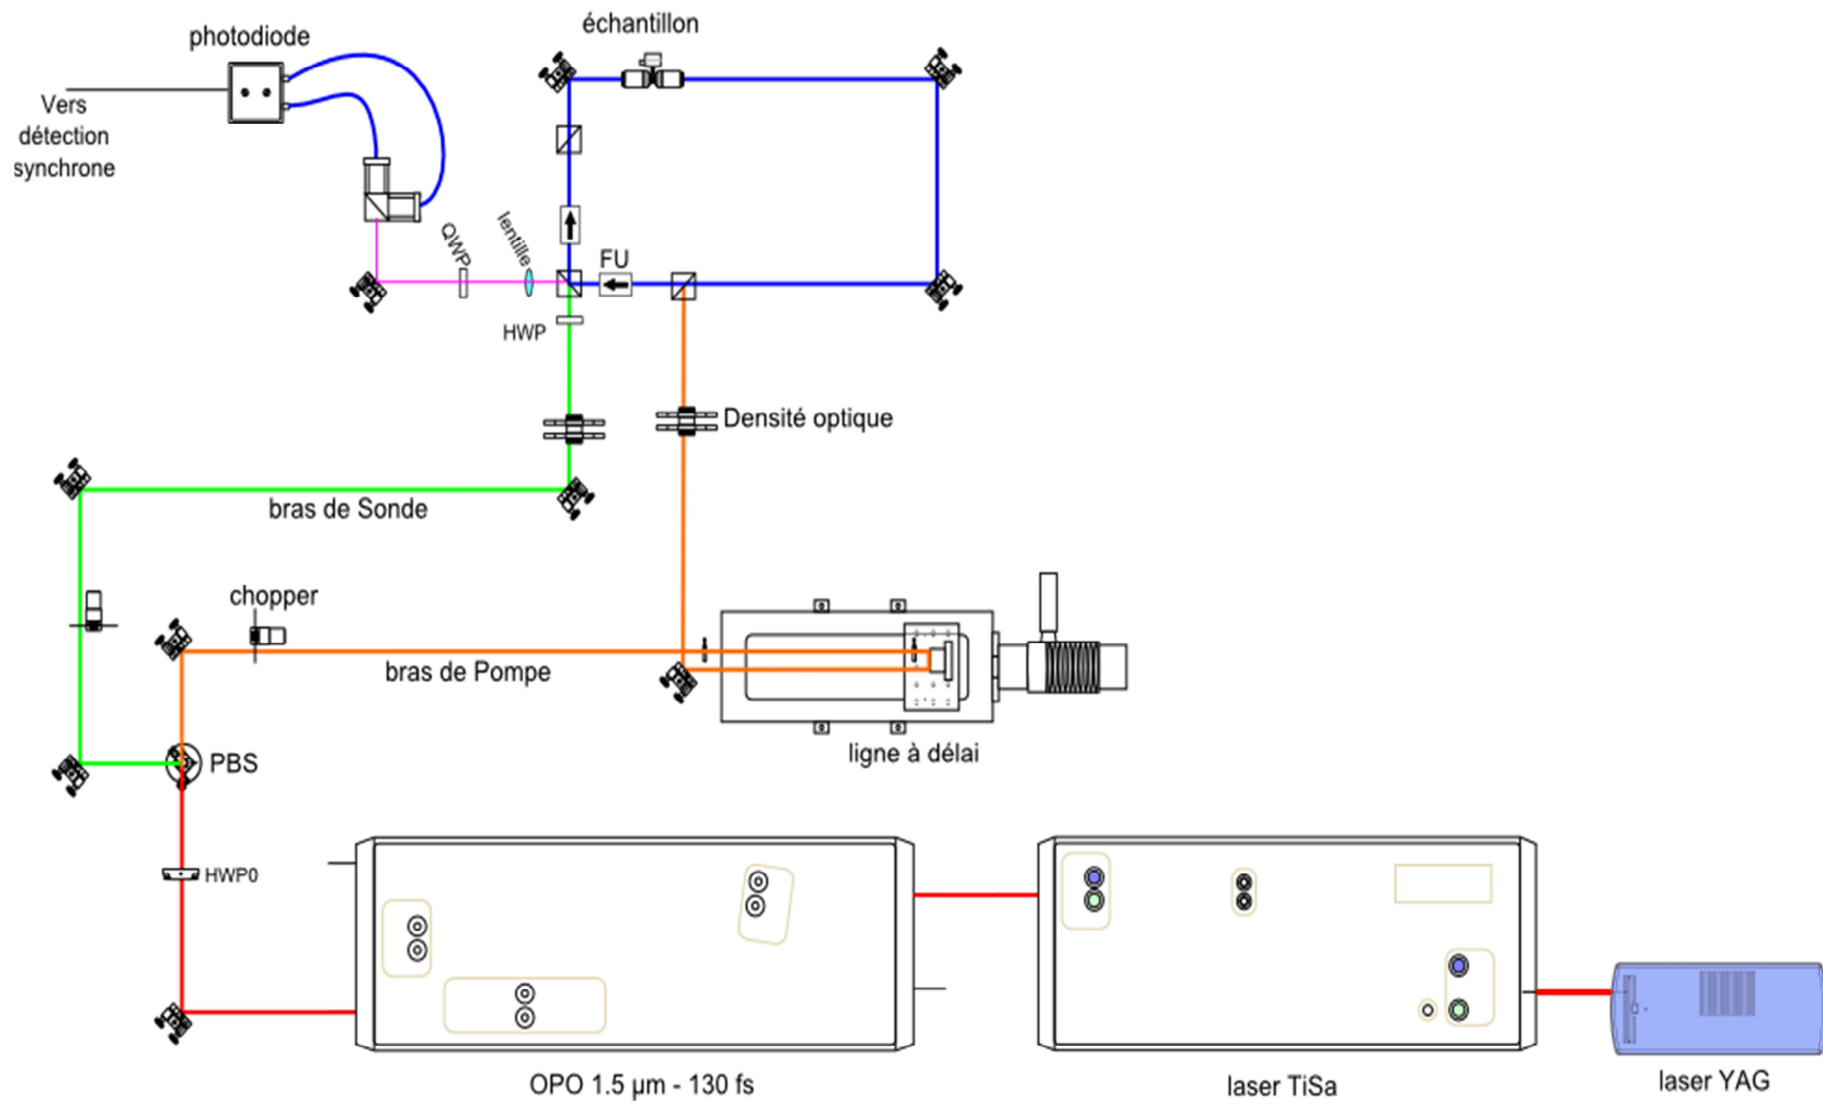 échantillon
photodiode
Vers
détection
synchrone
QWP
lentille
FU
HWP
Densité optique
bras de Sonde
chopper
bras de Pompe
ligne à délai
PBS
HWP0
OPO 1.5 µm - 130 fs
laser TiSa
laser YAG